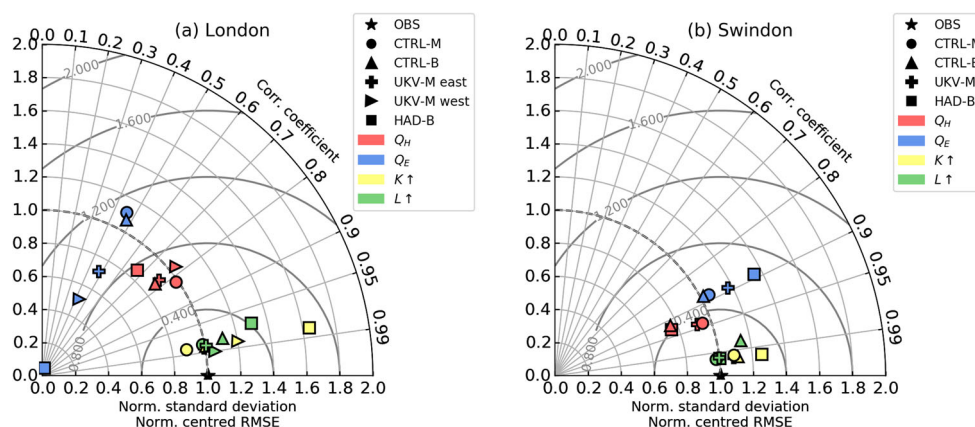 (a) London
0.0 0.1 0.2 0.3 0.4 0.5 0.6 0.7 0.8 0.9 0.95 0.99
Corr. coefficient
2.0
1.8
1.6
1.4
1.2
1.0
0.8
0.6
0.4
0.2
0.0
2.000
1.600
1.200
0.800
0.400
0.0 0.2 0.4 0.6 0.8 1.0 1.2 1.4 1.6 1.8 2.0
Norm. standard deviation
Norm. centred RMSE
OBS
CTRL-M
CTRL-B
UKV-M east
UKV-M west
HAD-B
Q_H
Q_E
K↑
L↑
(b) Swindon
0.0 0.1 0.2 0.3 0.4 0.5 0.6 0.7 0.8 0.9 0.95 0.99
Corr. coefficient
2.0
1.8
1.6
1.4
1.2
1.0
0.8
0.6
0.4
0.2
0.0
2.000
1.600
1.200
0.800
0.400
0.0 0.2 0.4 0.6 0.8 1.0 1.2 1.4 1.6 1.8 2.0
Norm. standard deviation
Norm. centred RMSE
OBS
CTRL-M
CTRL-B
UKV-M east
HAD-B
Q_H
Q_E
K↑
L↑